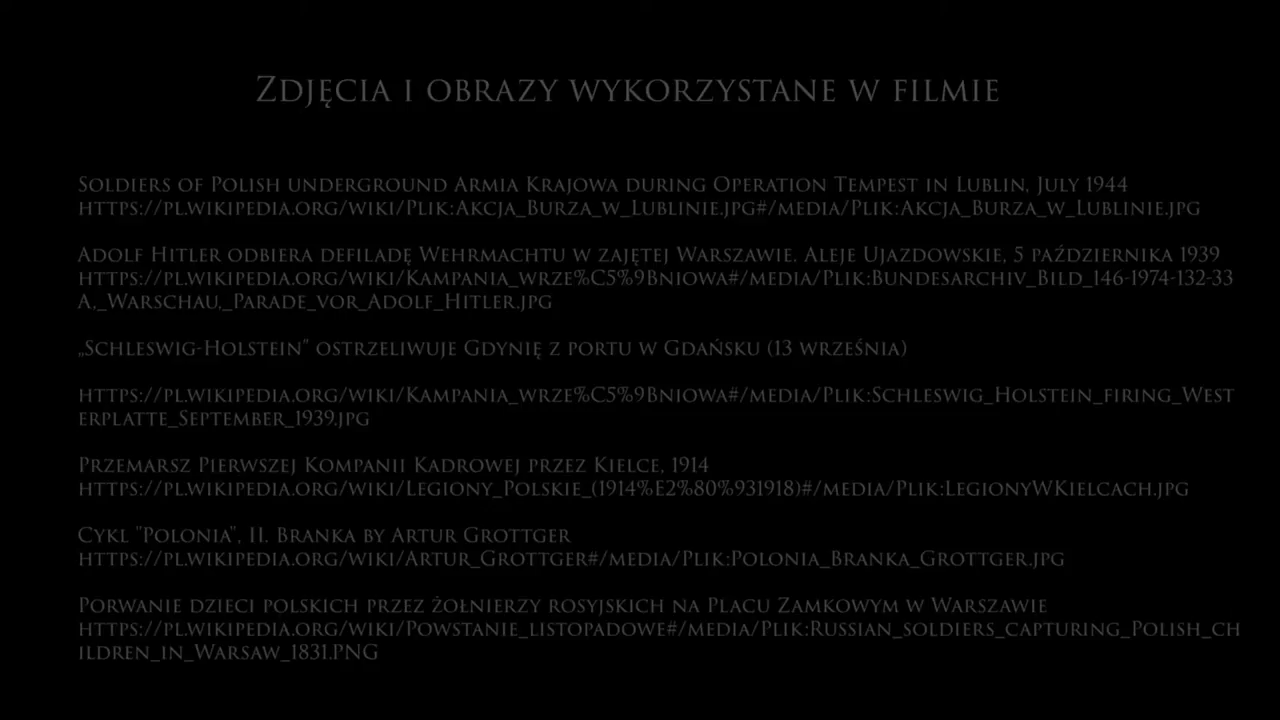 Zdjęcia i obrazy wykorzystane w filmie
Soldiers of Polish underground Armia Krajowa during Operation Tempest in Lublin, July 1944
https://pl.wikipedia.org/wiki/Plik:Akcja_Burza_w_Lublinie.jpg#/media/Plik:Akcja_Burza_w_Lublinie.jpg
Adolf Hitler odbiera defiladę Wehrmachtu w zajętej Warszawie, Aleje Ujazdowskie, 5 października 1939
https://pl.wikipedia.org/wiki/Kampania_wrze%C5%9Bniowa#/media/Plik:Bundesarchiv_Bild_146-1974-132-33
A,_Warschau,_Parade_vor_Adolf_Hitler.jpg
„Schleswig-Holstein” ostrzeliwuje Gdynię z portu w Gdańsku (13 września)
https://pl.wikipedia.org/wiki/Kampania_wrze%C5%9Bniowa#/media/Plik:Schleswig_Holstein_firing_West
erplatte_September_1939.jpg
Przemarsz Pierwszej Kompanii Kadrowej przez Kielce, 1914
https://pl.wikipedia.org/wiki/Legiony_Polskie_(1914%E2%80%931918)#/media/Plik:LegionyWKielcach.jpg
Cykl "Polonia", II. Branka by Artur Grottger
https://pl.wikipedia.org/wiki/Artur_Grottger#/media/Plik:Polonia_Branka_Grottger.jpg
Porwanie dzieci polskich przez żołnierzy rosyjskich na Placu Zamkowym w Warszawie
https://pl.wikipedia.org/wiki/Powstanie_listopadowe#/media/Plik:Russian_soldiers_capturing_Polish_ch
ildren_in_Warsaw_1831.PNG